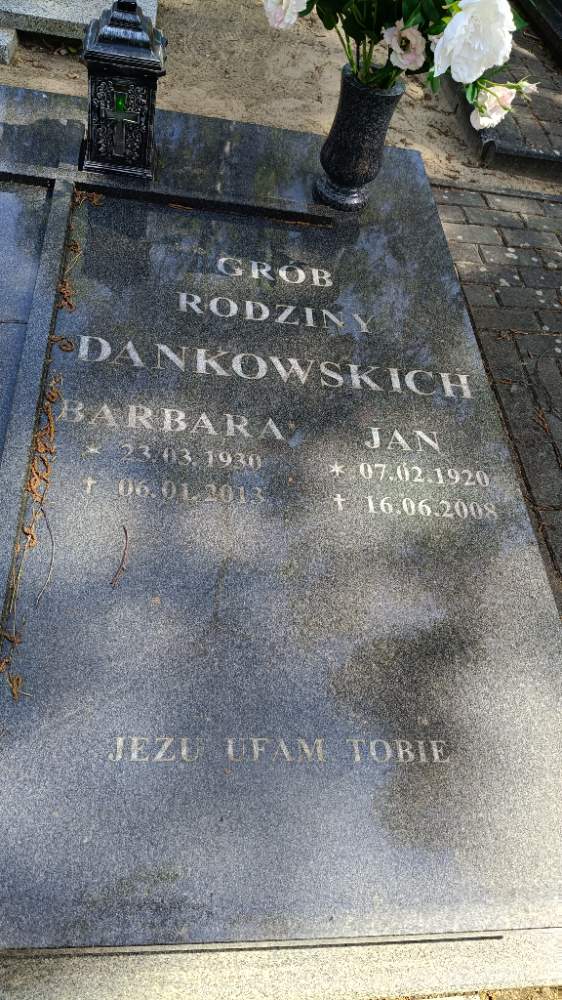 GRÓB
RODZINY
DANKOWSKICH
BARBARA
* 23.03.1930
† 06.01.2013
JAN
* 07.02.1920
† 16.06.2008
JEZU UFAM TOBIE